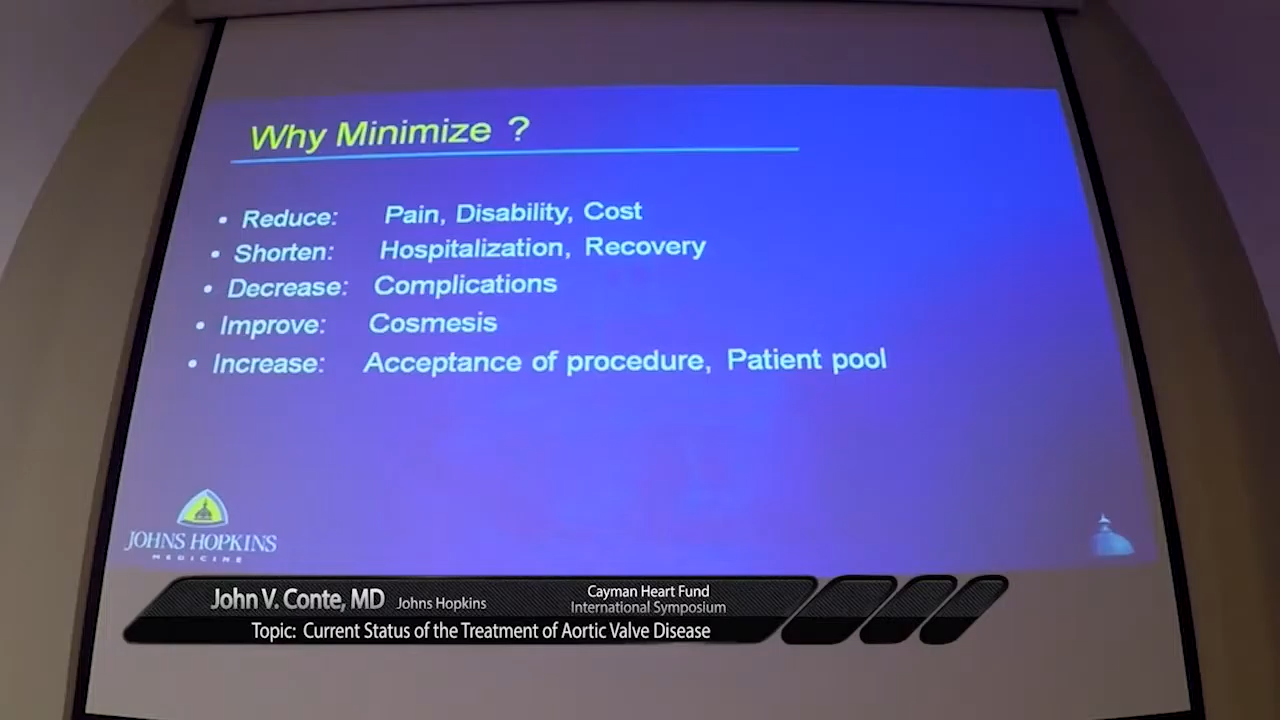 Why Minimize ?
• Reduce: Pain, Disability, Cost
• Shorten: Hospitalization, Recovery
• Decrease: Complications
• Improve: Cosmesis
• Increase: Acceptance of procedure, Patient pool
JOHNS HOPKINS
MEDICINE
John V. Conte, MD Johns Hopkins
Cayman Heart Fund
International Symposium
Topic: Current Status of the Treatment of Aortic Valve Disease